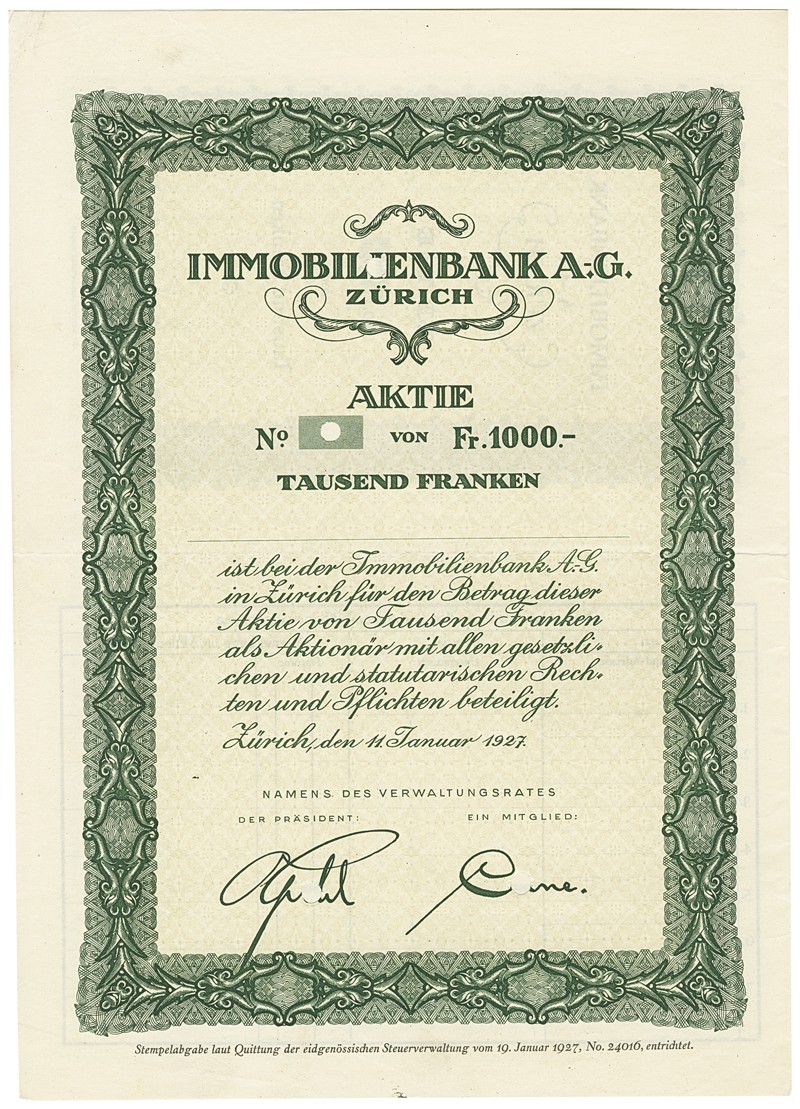 IMMOBILIENBANK A.-G.
ZÜRICH
AKTIE
No. VON Fr. 1000.-
TAUSEND FRANKEN
ist bei der Immobilienbank A.-G.
in Zürich für den Betrag dieser
Aktie von Tausend Franken
als Aktionär mit allen gesetzli-
chen und statutarischen Rech-
ten und Pflichten beteiligt.
Zürich, den 11. Januar 1927.
NAMENS DES VERWALTUNGSRATES
DER PRÄSIDENT: EIN MITGLIED:
Stempelabgabe laut Quittung der eidgenössischen Steuerverwaltung vom 19. Januar 1927, No. 24016, entrichtet.